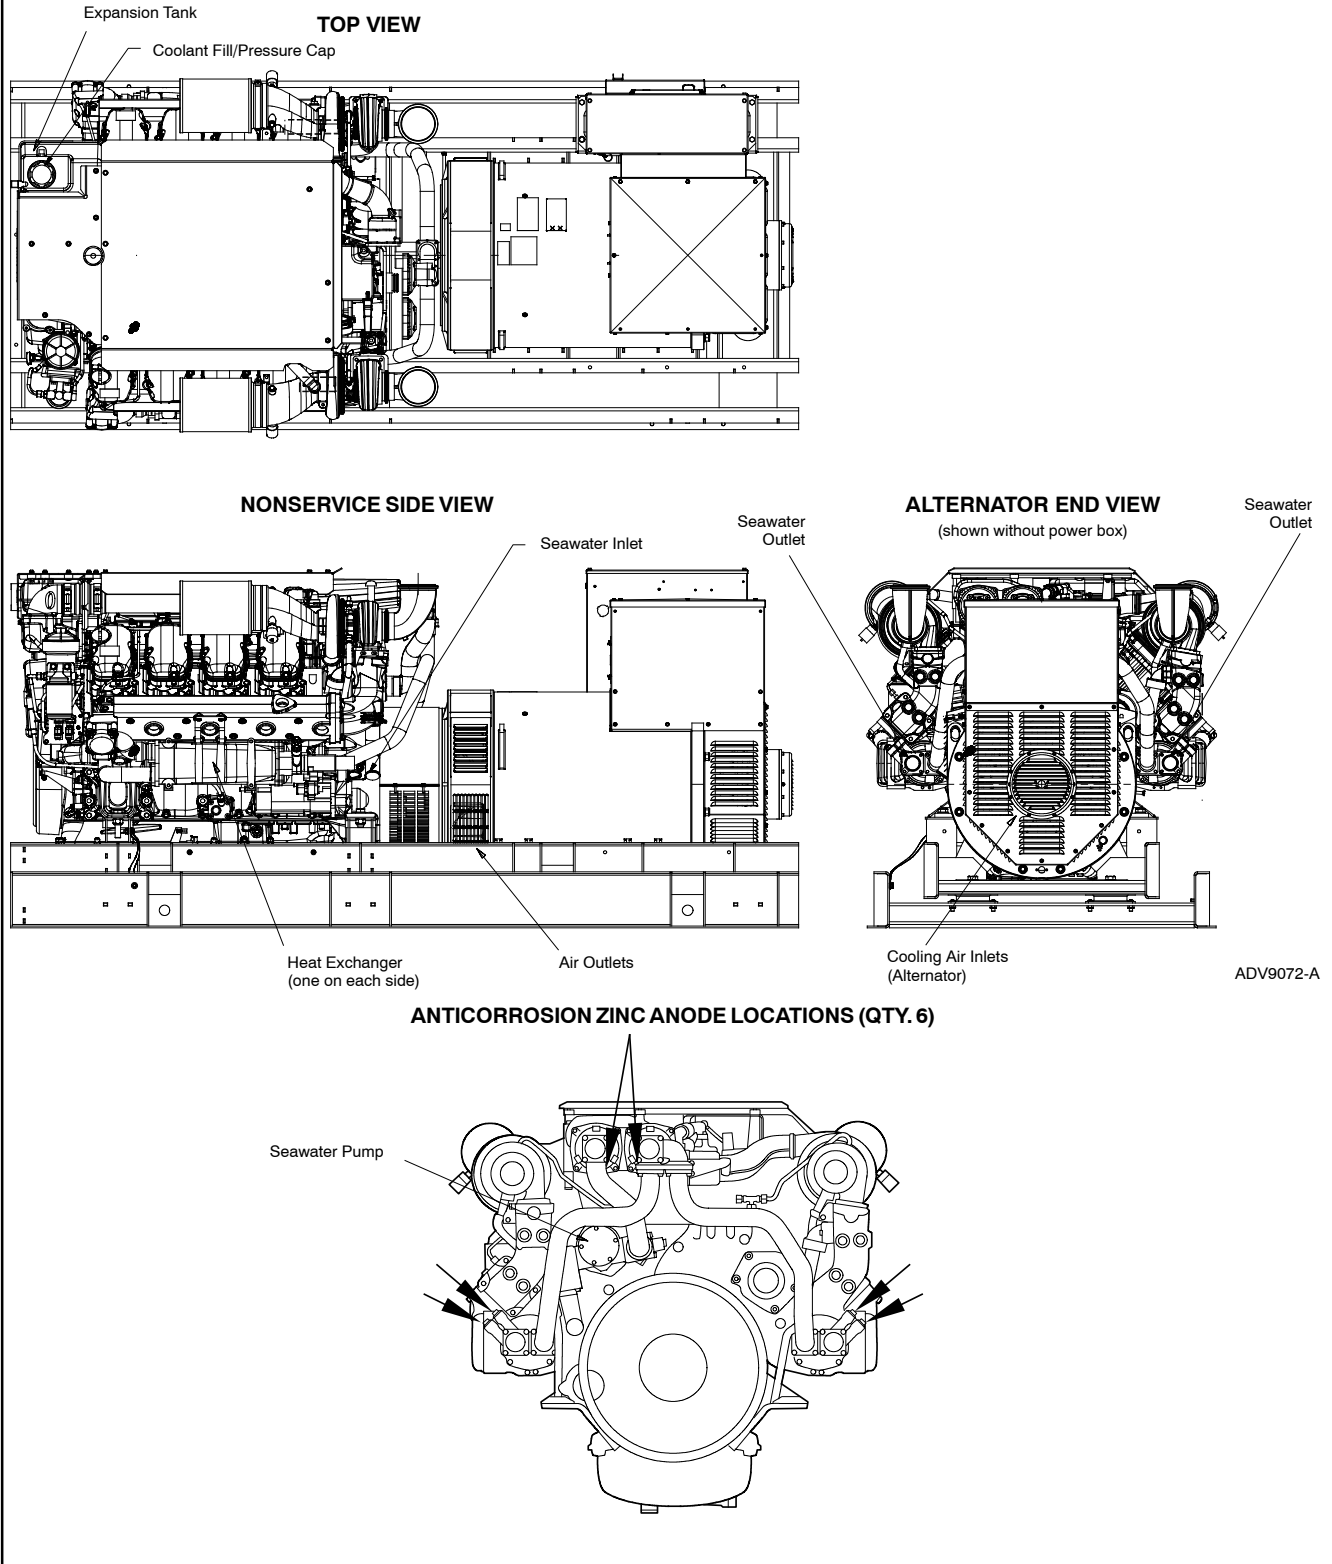 Expansion Tank
TOP VIEW
Coolant Fill/Pressure Cap
NONSERVICE SIDE VIEW
Seawater Inlet
Seawater
Outlet
ALTERNATOR END VIEW
(shown without power box)
Seawater
Outlet
Heat Exchanger
(one on each side)
Air Outlets
Cooling Air Inlets
(Alternator)
ADV9072-A
ANTICORROSION ZINC ANODE LOCATIONS (QTY. 6)
Seawater Pump